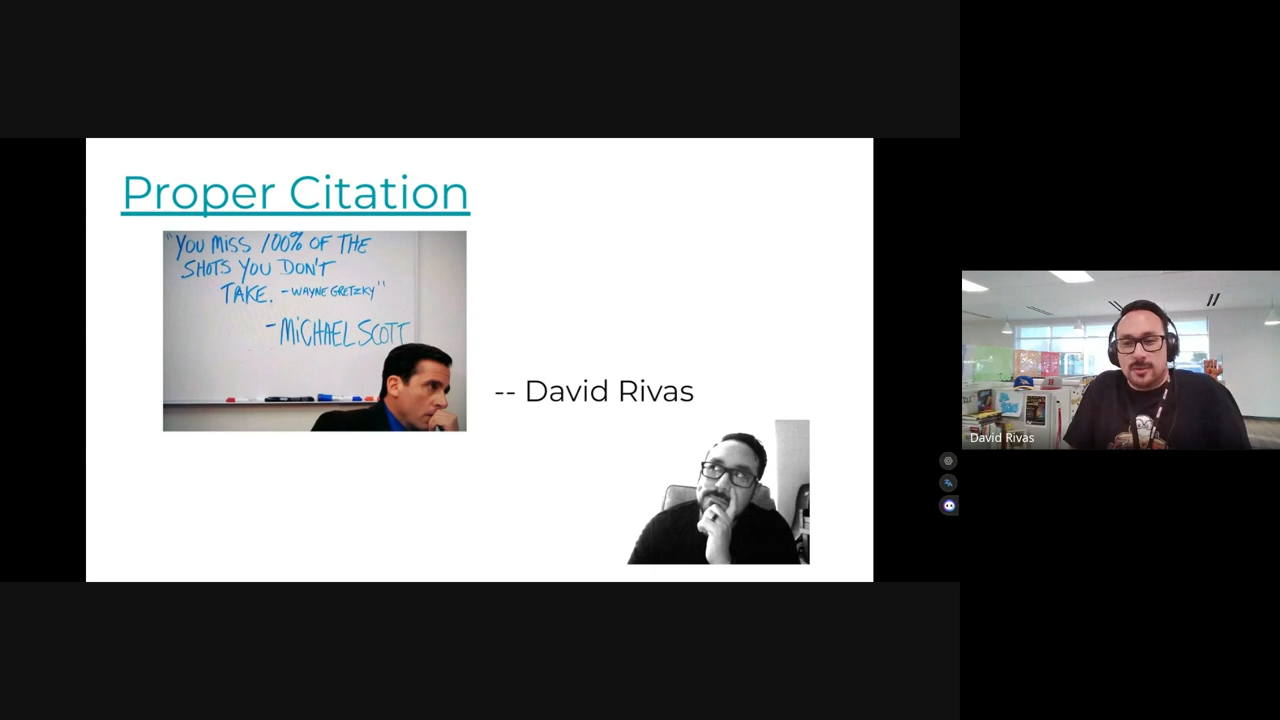 Proper Citation
"YOU MISS 100% OF THE
SHOTS YOU DON'T
TAKE. -WAYNE GRETZKY"
-MICHAEL SCOTT
-- David Rivas
David Rivas